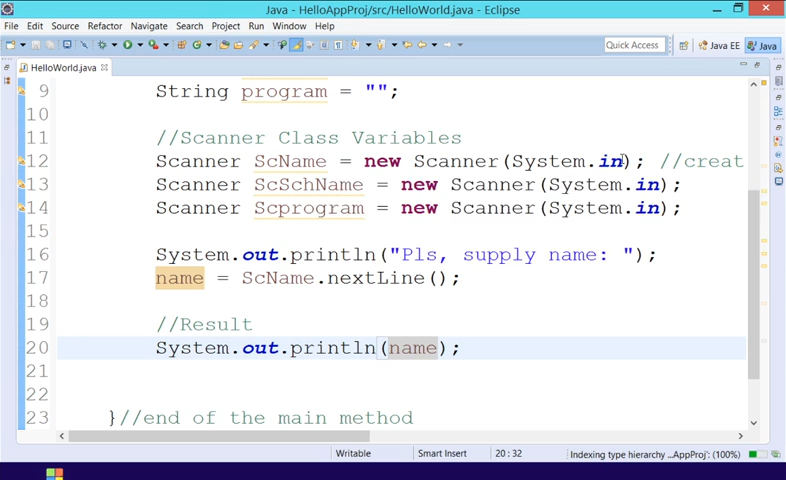 Java - HelloAppProj/src/HelloWorld.java - Eclipse
File Edit Source Refactor Navigate Search Project Run Window Help
Quick Access Java EE Java
HelloWorld.java
9 String program = "";
10
11 //Scanner Class Variables
12 Scanner ScName = new Scanner(System.in); //creat
13 Scanner ScSchName = new Scanner(System.in);
14 Scanner Scprogram = new Scanner(System.in);
15
16 System.out.println("Pls, supply name: ");
17 name = ScName.nextLine();
18
19 //Result
20 System.out.println(name);
21
22
23 }//end of the main method
Writable Smart Insert 20 : 32 Indexing type hierarchy ...AppProj': (100%)